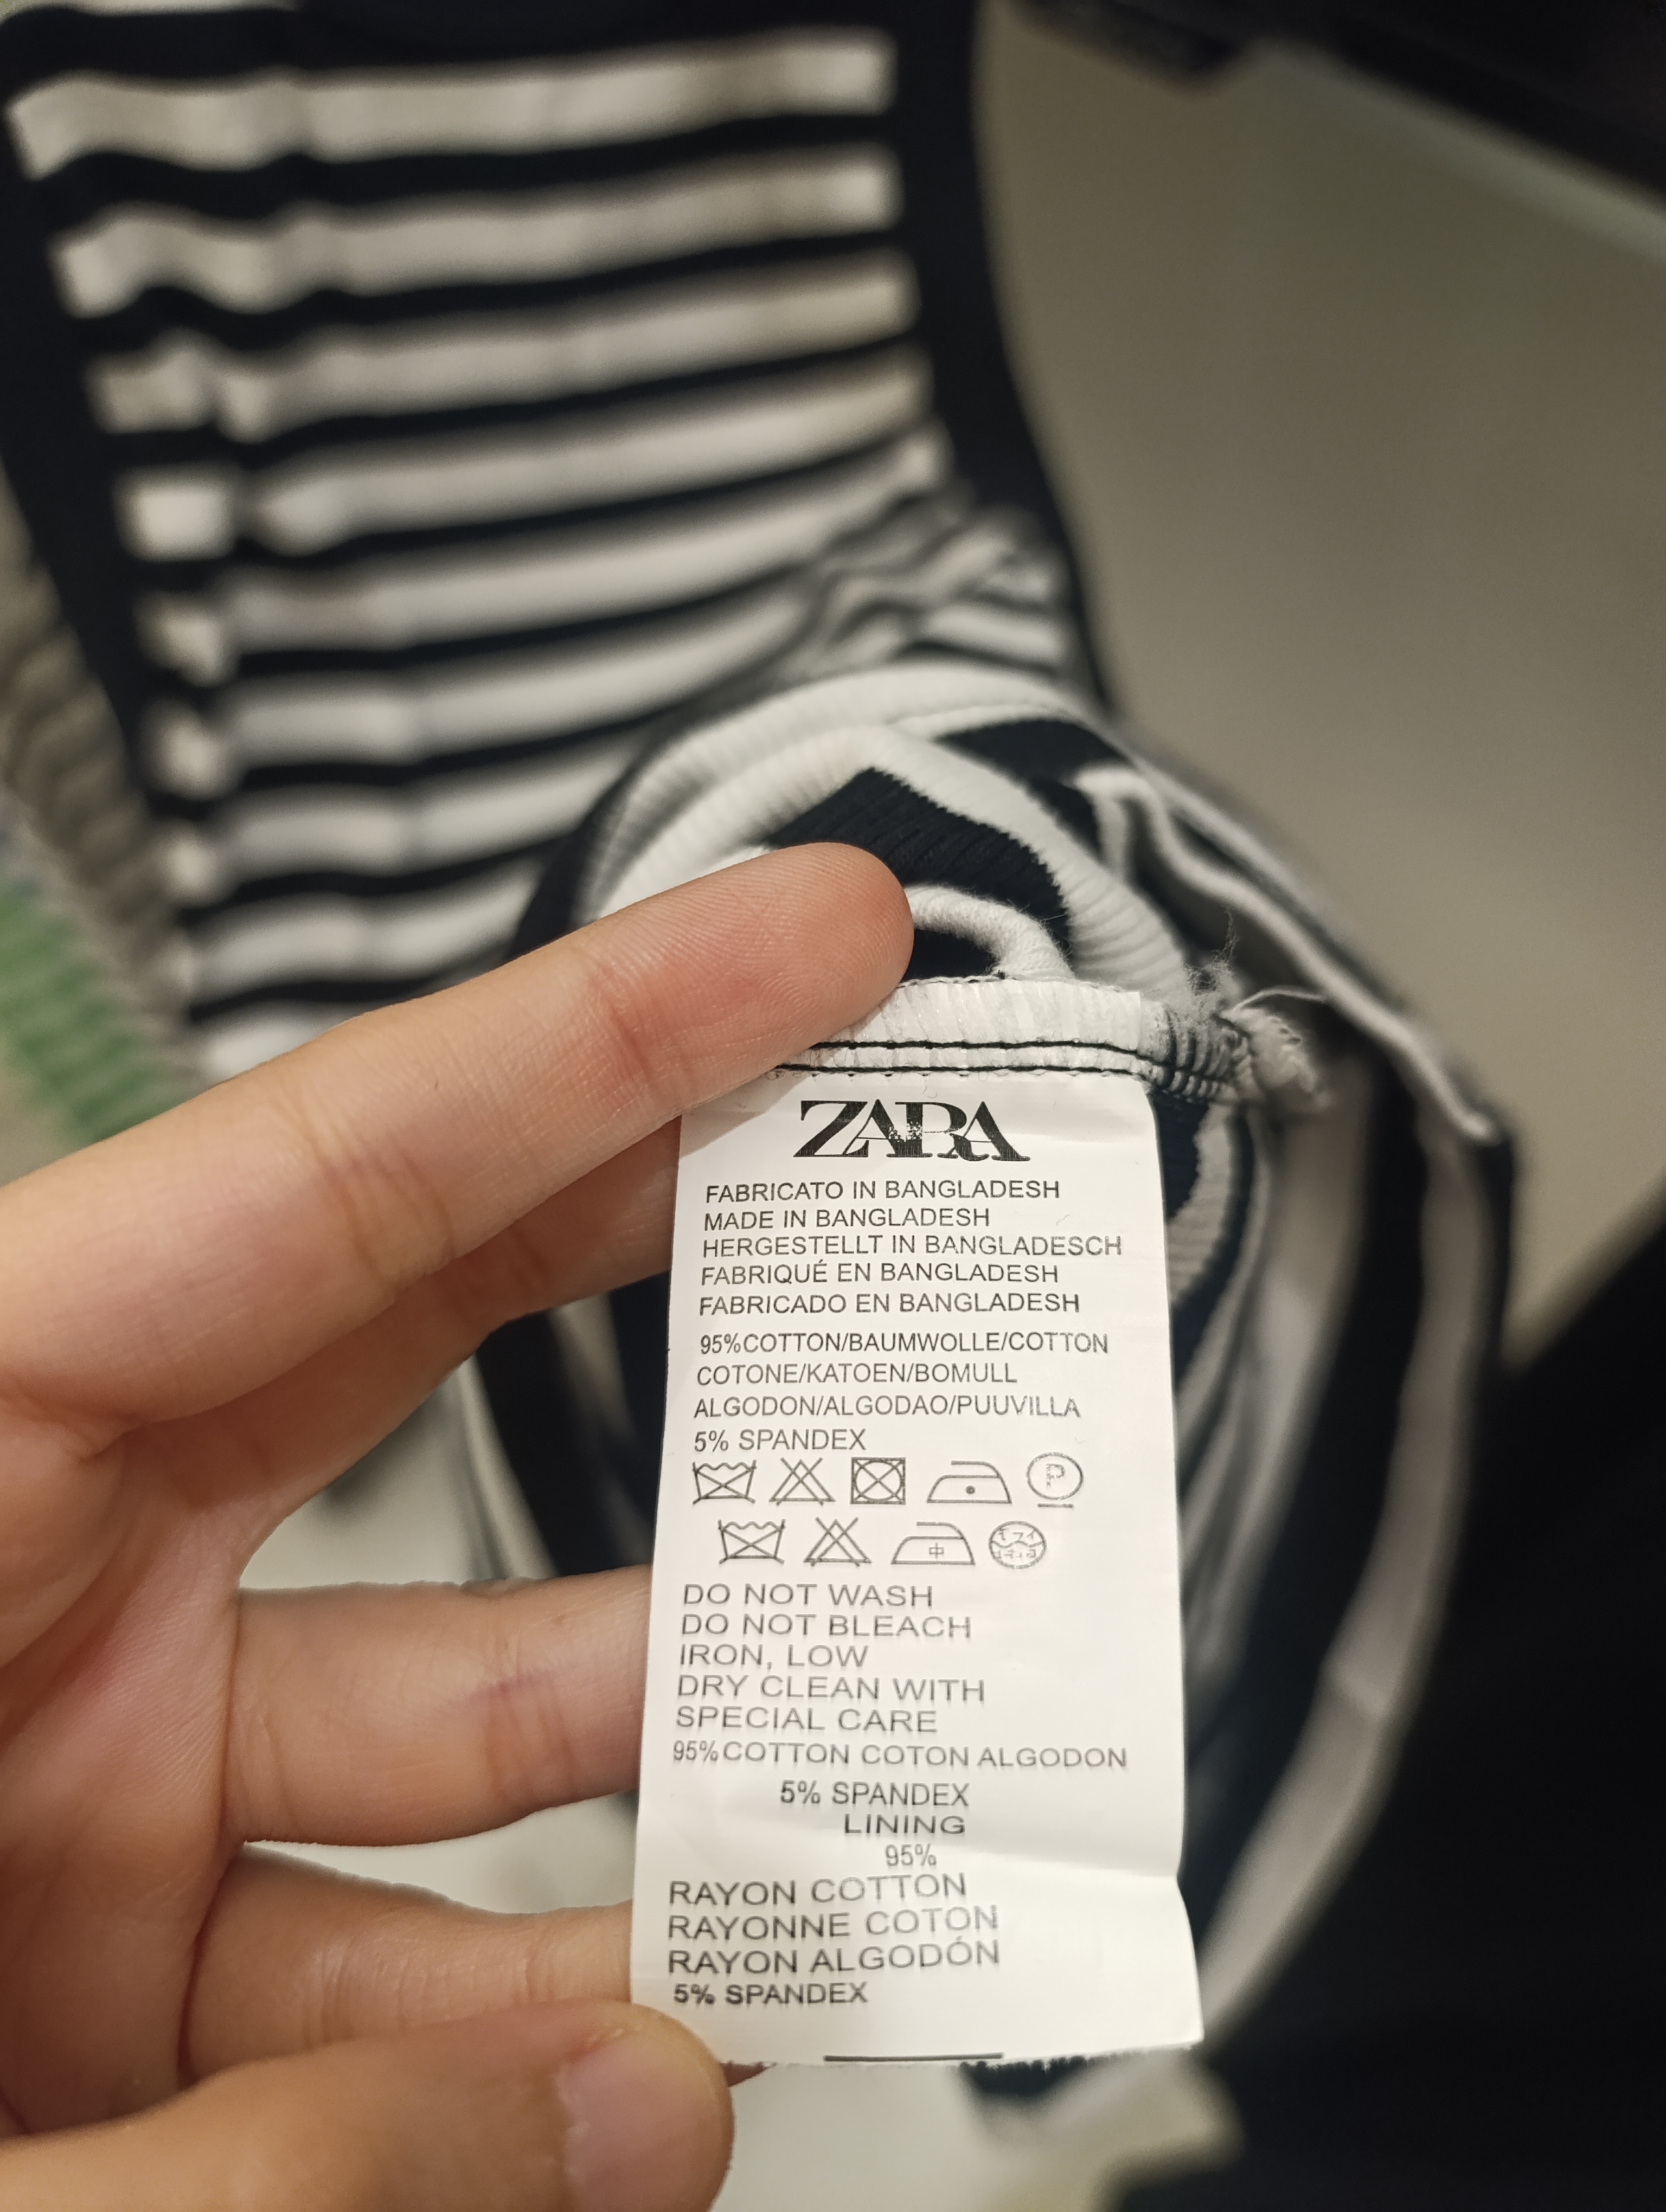 ZARA
FABRICATO IN BANGLADESH
MADE IN BANGLADESH
HERGESTELLT IN BANGLADESCH
FABRIQUÉ EN BANGLADESH
FABRICADO EN BANGLADESH
95%COTTON/BAUMWOLLE/COTTON
COTONE/KATOEN/BOMULL
ALGODON/ALGODAO/PUUVILLA
5% SPANDEX
P
中
DO NOT WASH
DO NOT BLEACH
IRON, LOW
DRY CLEAN WITH
SPECIAL CARE
95%COTTON COTON ALGODON
5% SPANDEX
LINING
95%
RAYON COTTON
RAYONNE COTON
RAYON ALGODÓN
5% SPANDEX